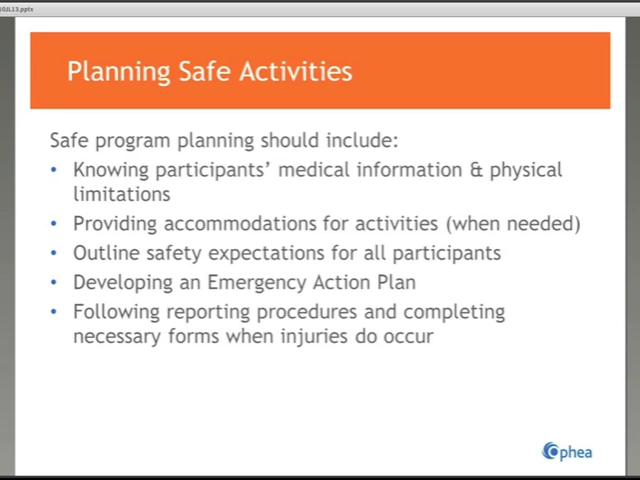 10JL13.pptx
Planning Safe Activities
Safe program planning should include:
• Knowing participants’ medical information & physical
limitations
• Providing accommodations for activities (when needed)
• Outline safety expectations for all participants
• Developing an Emergency Action Plan
• Following reporting procedures and completing
necessary forms when injuries do occur
Ophea